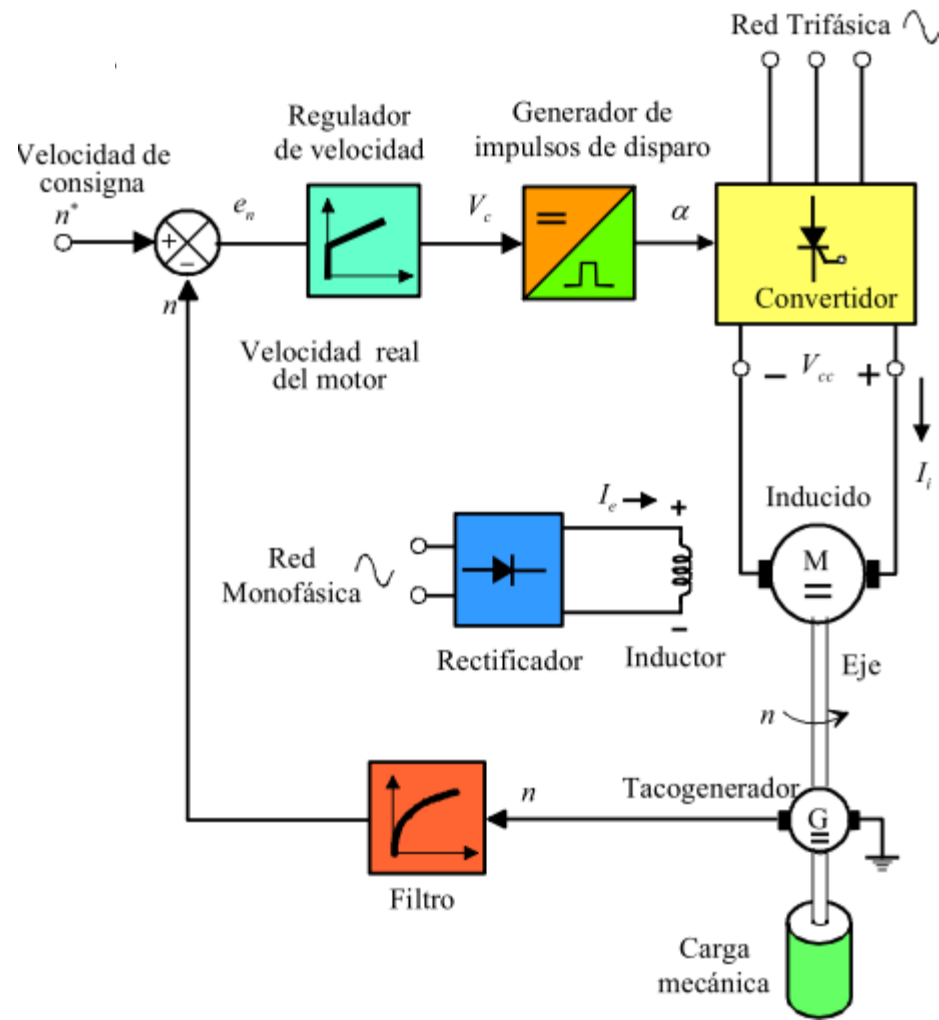 Red Trifásica
Regulador
de velocidad
Generador de
impulsos de disparo
Velocidad de
consigna
n*
eₙ
V_c
α
+
−
n
Convertidor
Velocidad real
del motor
− V_cc +
I_i
Inducido
M
I_e
+
Red
Monofásica
−
Rectificador
Inductor
Eje
n
Tacogenerador
n
G
Filtro
Carga
mecánica